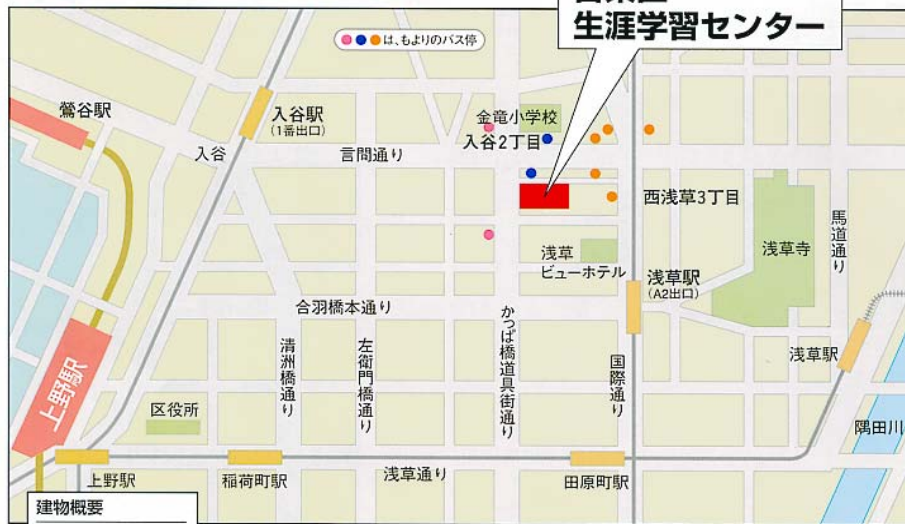 生涯学習センター
は、もよりのバス停
鶯谷駅
入谷駅
(1番出口)
金竜小学校
入谷2丁目
入谷
言問通り
西浅草3丁目
馬道通り
浅草寺
浅草
ビューホテル
浅草駅
(A2出口)
合羽橋本通り
かっぱ橋道具街通り
清洲橋通り
左衛門橋通り
国際通り
浅草駅
上野駅
区役所
隅田川
上野駅
稲荷町駅
浅草通り
田原町駅
建物概要